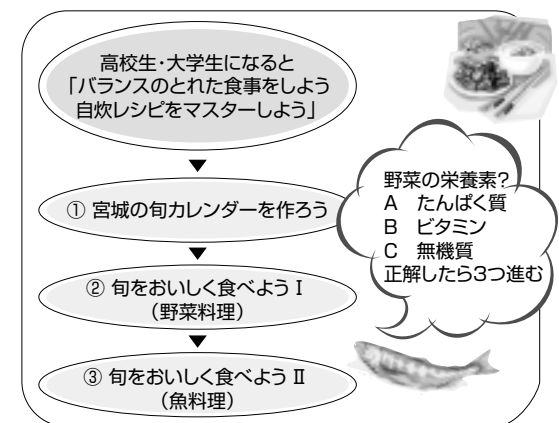 高校生・大学生になると
「バランスのとれた食事をしよう
自炊レシピをマスターしよう」
▼
① 宮城の旬カレンダーを作ろう
▼
② 旬をおいしく食べよう Ⅰ
(野菜料理)
▼
③ 旬をおいしく食べよう Ⅱ
(魚料理)
野菜の栄養素?
A たんぱく質
B ビタミン
C 無機質
正解したら3つ進む